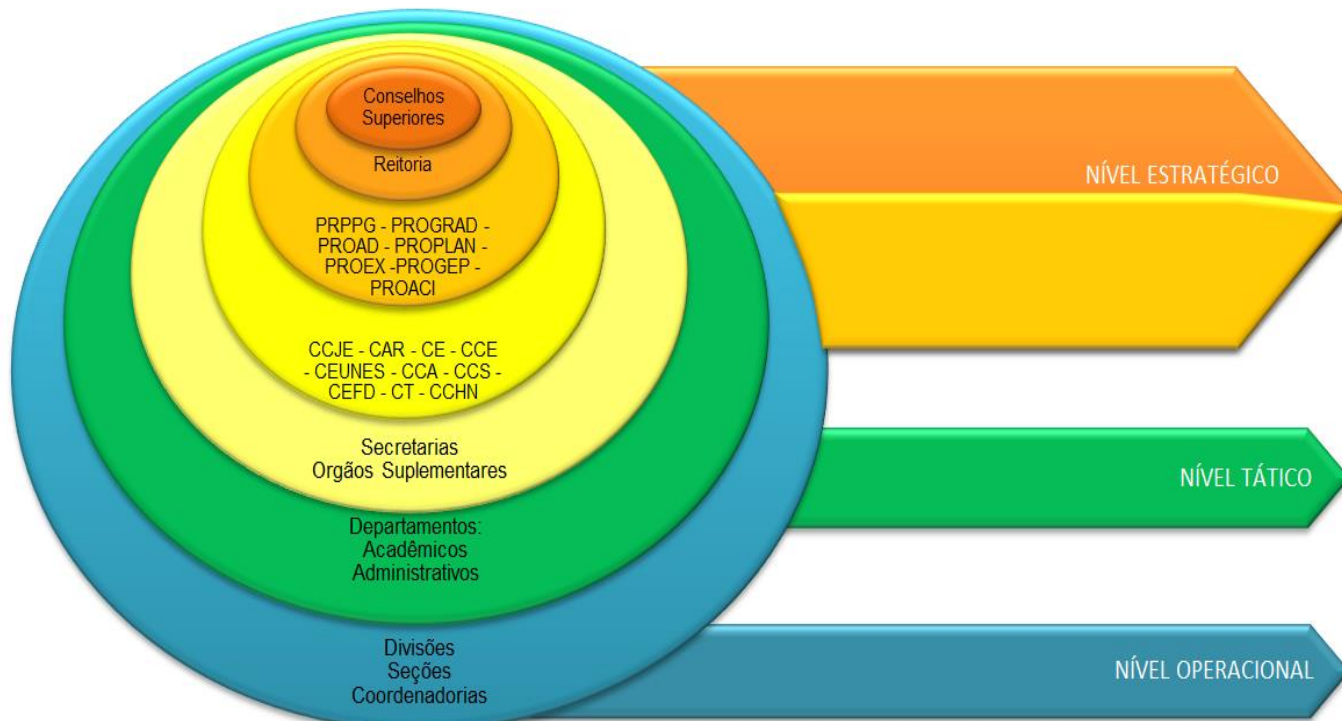 Conselhos
Superiores
Reitoria
PRPPG - PROGRAD -
PROAD - PROPLAN -
PROEX -PROGEP -
PROACI
CCJE - CAR - CE - CCE
- CEUNES - CCA - CCS -
CEFD - CT - CCHN
Secretarias
Orgãos Suplementares
Departamentos:
Acadêmicos
Administrativos
Divisões
Seções
Coordenadorias
NÍVEL ESTRATÉGICO
NÍVEL TÁTICO
NÍVEL OPERACIONAL